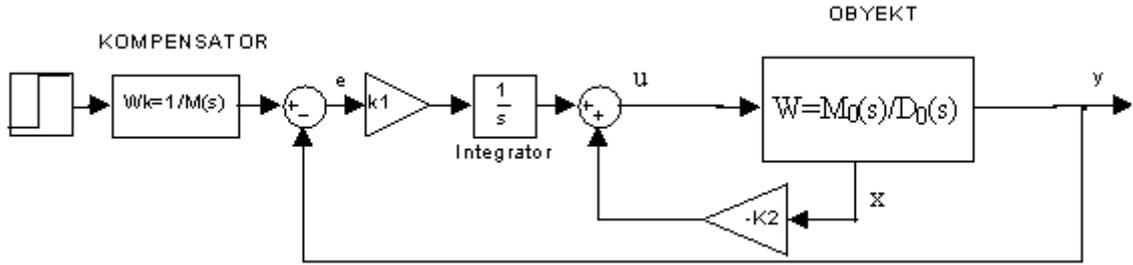 OBYEKT
KOMPENSATOR
Wk=1/M(s)
+
−
e
k1
1
s
Integrator
+
+
u
W=M0(s)/D0(s)
y
x
-K2